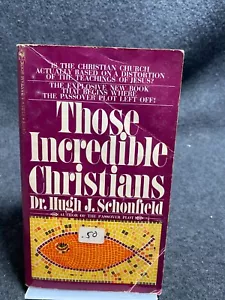 IS THE CHRISTIAN CHURCH
ACTUALLY BASED ON A DISTORTION
OF THE TEACHINGS OF JESUS?
THE EXPLOSIVE NEW BOOK
THAT BEGINS WHERE
THE PASSOVER PLOT LEFT OFF!
Those
Incredible
Christians
Dr. Hugh J. Schonfield
AUTHOR OF THE PASSOVER PLOT
.50